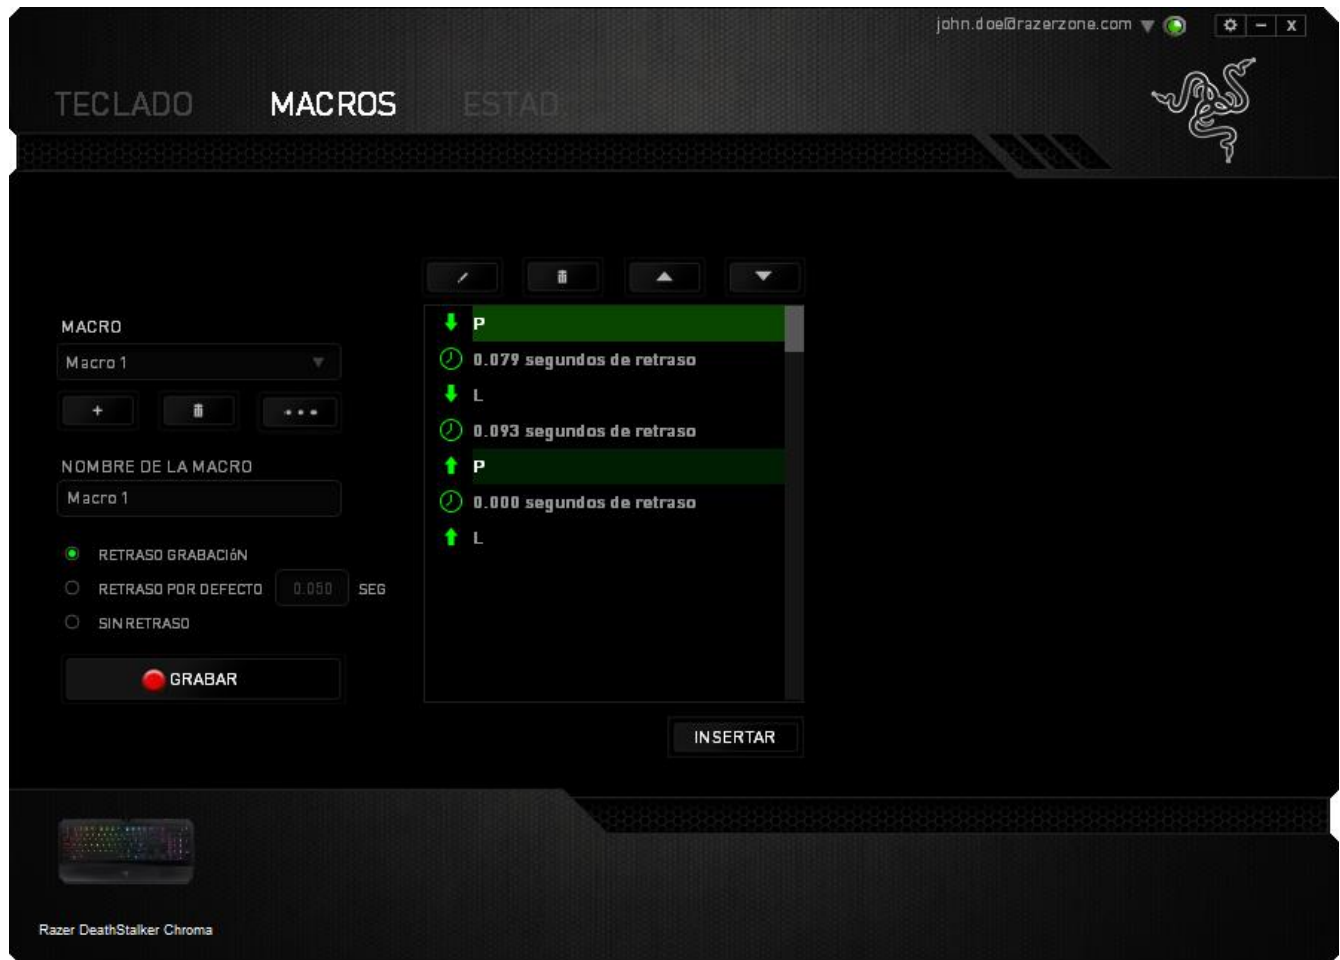 john.doe@razerzone.com
TECLADO MACROS ESTAD
MACRO
Macro 1
NOMBRE DE LA MACRO
Macro 1
RETRASO GRABACIóN
RETRASO POR DEFECTO 0.050 SEG
SIN RETRASO
GRABAR
P
0.079 segundos de retraso
L
0.093 segundos de retraso
P
0.000 segundos de retraso
L
INSERTAR
Razer DeathStalker Chroma